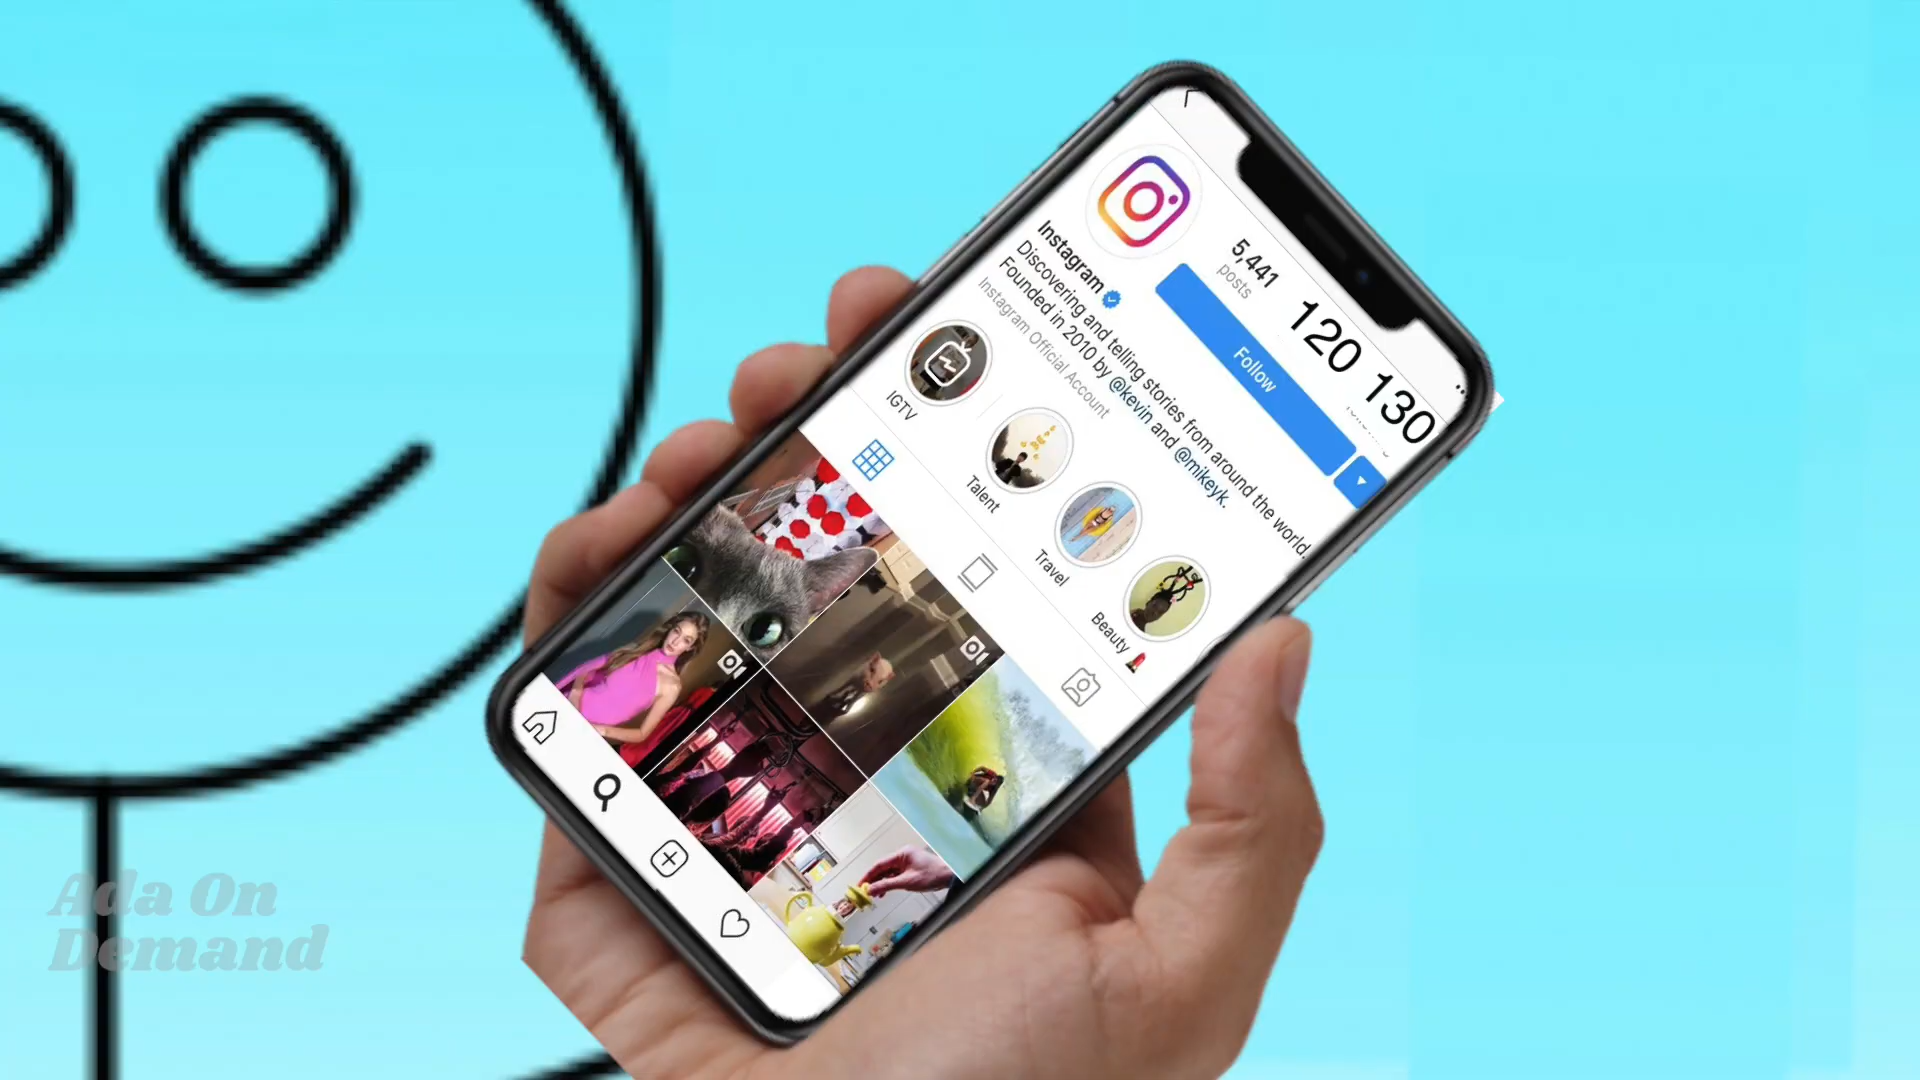 5,441
posts
120
130
Follow
Instagram
Discovering and telling stories from around the world.
Founded in 2010 by @kevin and @mikeyk.
Instagram Official Account
IGTV
Talent
Travel
Beauty
Ada On
Demand